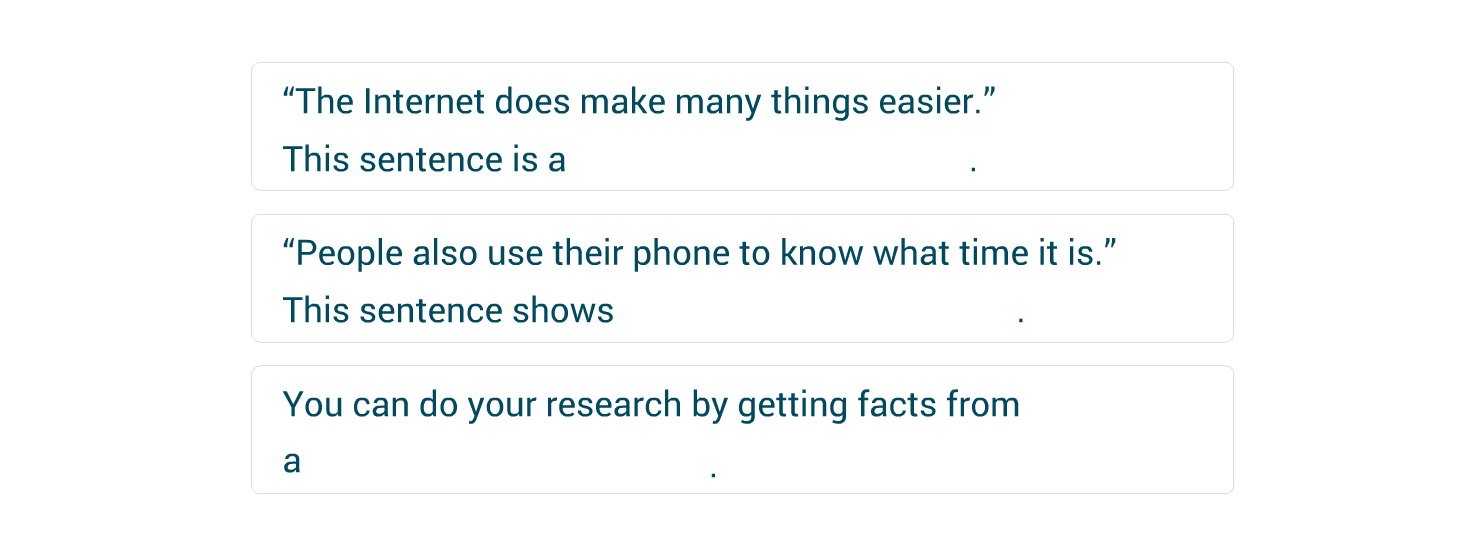 “The Internet does make many things easier.”
This sentence is a .
“People also use their phone to know what time it is.”
This sentence shows .
You can do your research by getting facts from
a .